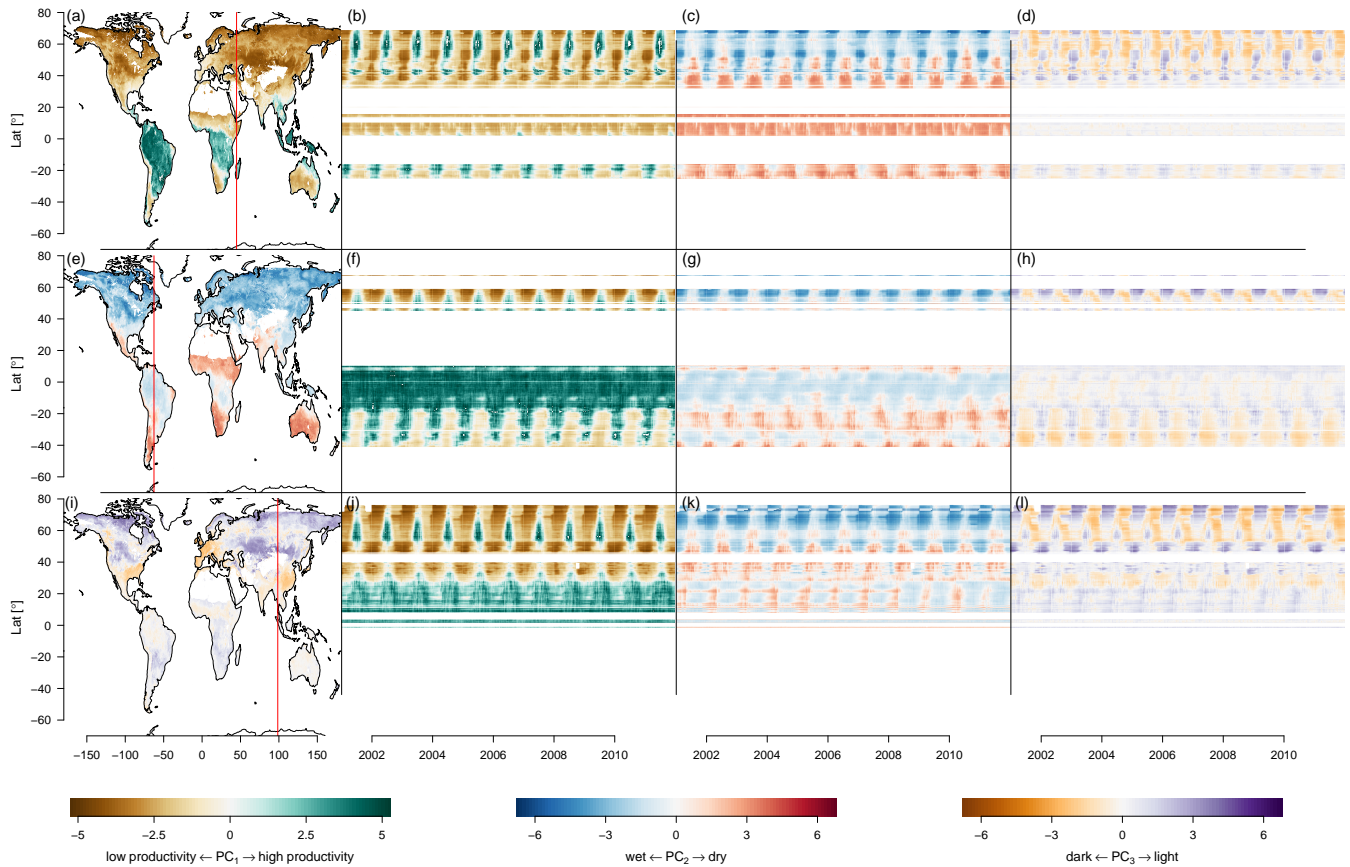 (a) (b) (c) (d)
80
60
40
20
0
−20
−40
−60
Lat [°]
(e) (f) (g) (h)
80
60
40
20
0
−20
−40
−60
Lat [°]
(i) (j) (k) (l)
80
60
40
20
0
−20
−40
−60
Lat [°]
−150 −100 −50 0 50 100 150
2002 2004 2006 2008 2010
2002 2004 2006 2008 2010
2002 2004 2006 2008 2010
−5 −2.5 0 2.5 5
low productivity ← PC₁ → high productivity
−6 −3 0 3 6
wet ← PC₂ → dry
−6 −3 0 3 6
dark ← PC₃ → light